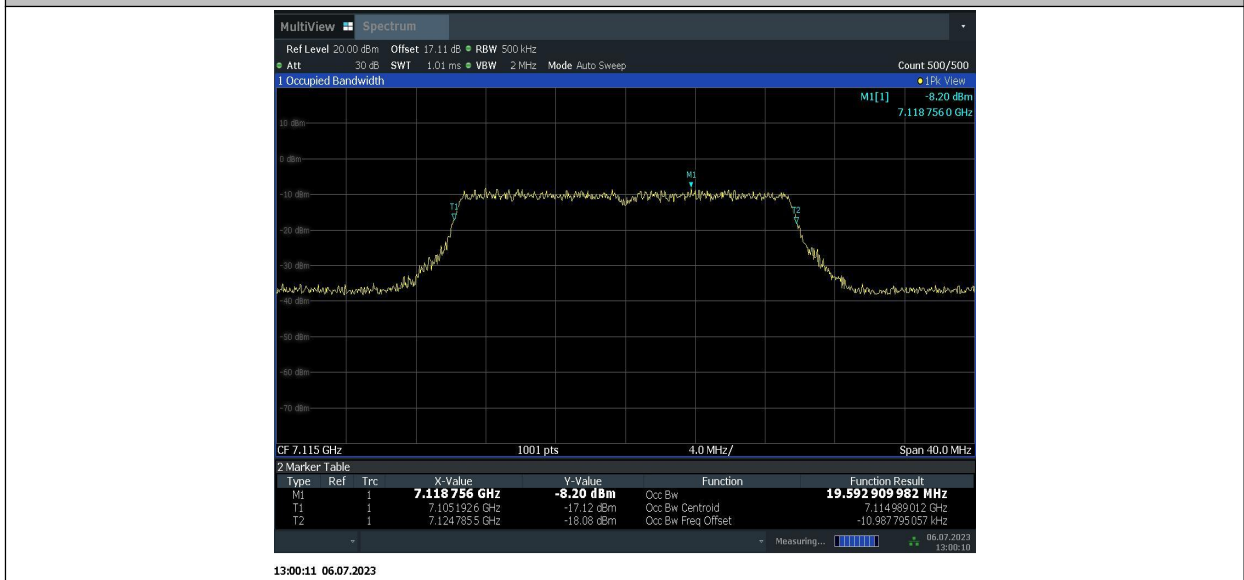 MultiView Spectrum
Ref Level 20.00 dBm Offset 17.11 dB RBW 500 kHz
Att 30 dB SWT 1.01 ms VBW 2 MHz Mode Auto Sweep Count 500/500
1 Occupied Bandwidth 1Pk View
M1[1] -8.20 dBm
7.118 756 0 GHz
10 dBm
0 dBm
M1
-10 dBm
T1
T2
-20 dBm
-30 dBm
-40 dBm
-50 dBm
-60 dBm
-70 dBm
CF 7.115 GHz 1001 pts 4.0 MHz/ Span 40.0 MHz
2 Marker Table
Type Ref Trc X-Value Y-Value Function Function Result
M1 1 7.118 756 GHz -8.20 dBm Occ Bw 19.592 909 982 MHz
T1 1 7.105 192 6 GHz -17.12 dBm Occ Bw Centroid 7.114 989 012 GHz
T2 1 7.124 785 5 GHz -18.08 dBm Occ Bw Freq Offset -10.987 795 057 kHz
Measuring... 06.07.2023
13:00:10
13:00:11 06.07.2023